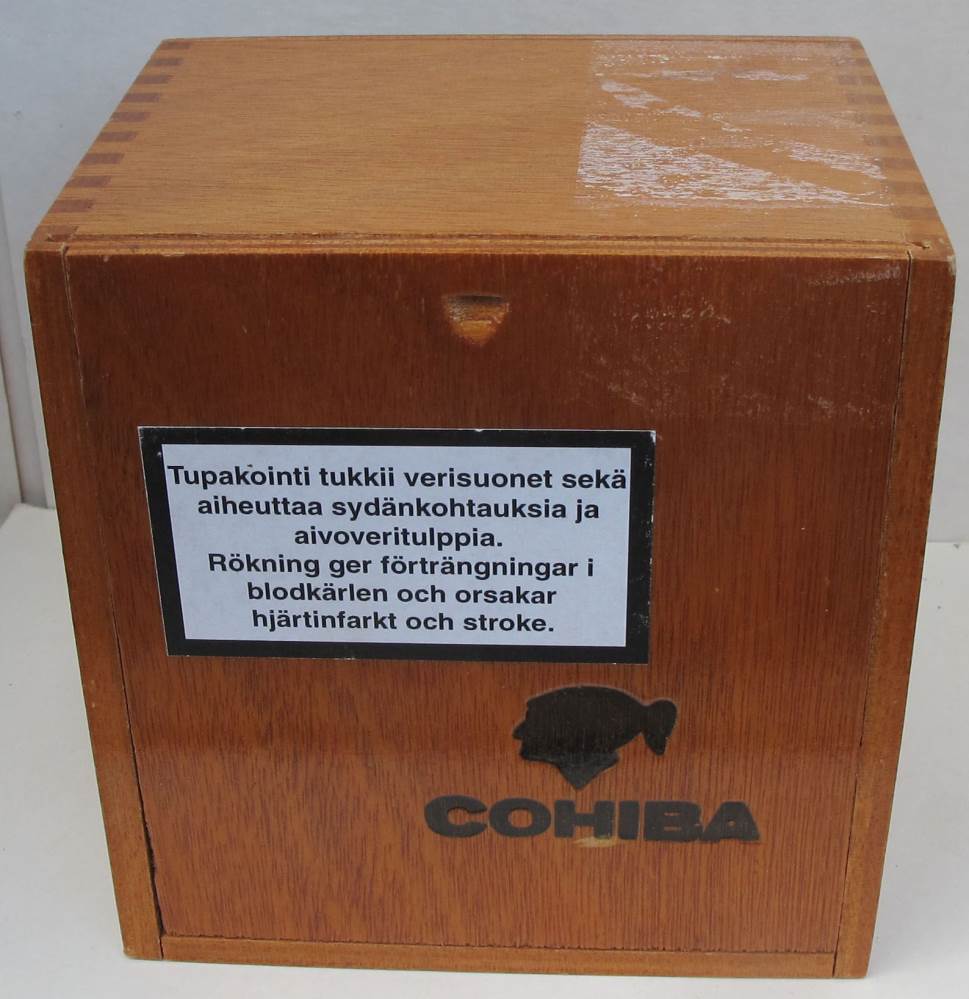 Tupakointi tukkii verisuonet sekä
aiheuttaa sydänkohtauksia ja
aivoveritulppia.
Rökning ger förträngningar i
blodkärlen och orsakar
hjärtinfarkt och stroke.
COHIBA